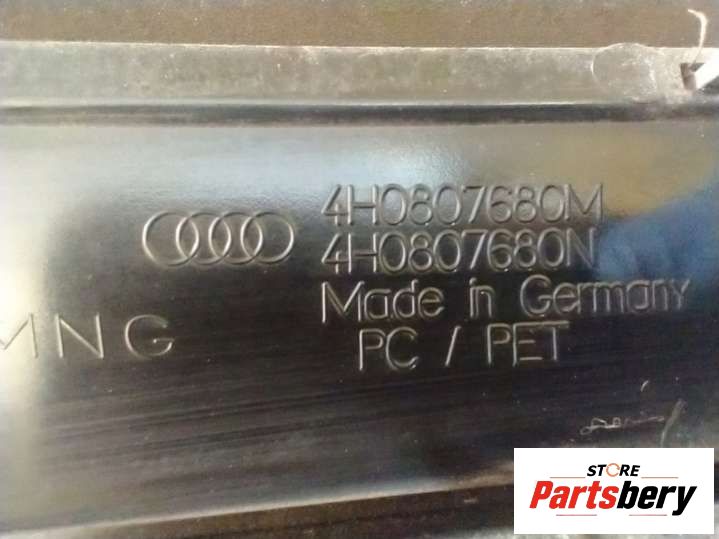 4H0807680M
4H0807680N
Made in Germany
MNG
PC / PET
STORE
Partsbery